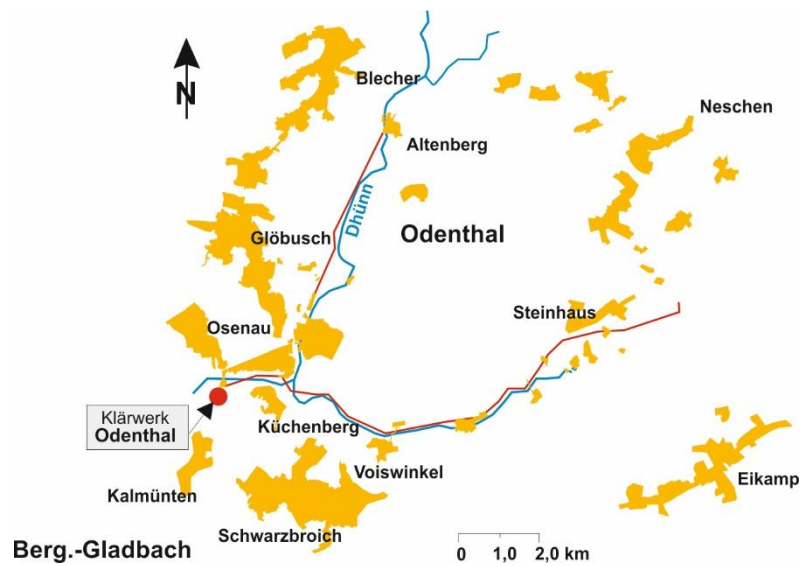 Blecher
N
Neschen
Altenberg
Dhünn
Odenthal
Glöbusch
Steinhaus
Osenau
Klärwerk
Odenthal
Küchenberg
Voiswinkel
Eikamp
Kalmünten
Schwarzbroich
Berg.-Gladbach
0 1,0 2,0 km